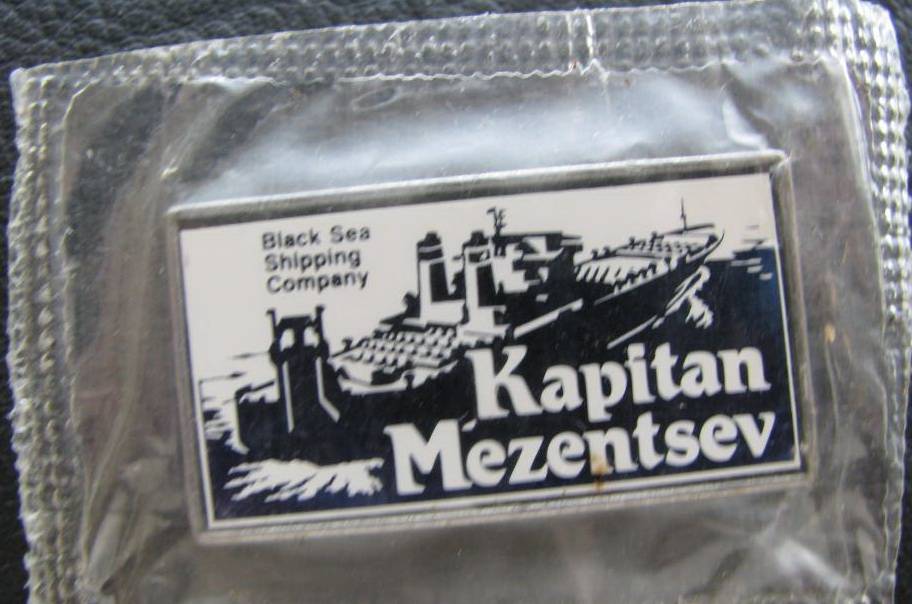 Black Sea
Shipping
Company
Kapitan
Mezentsev